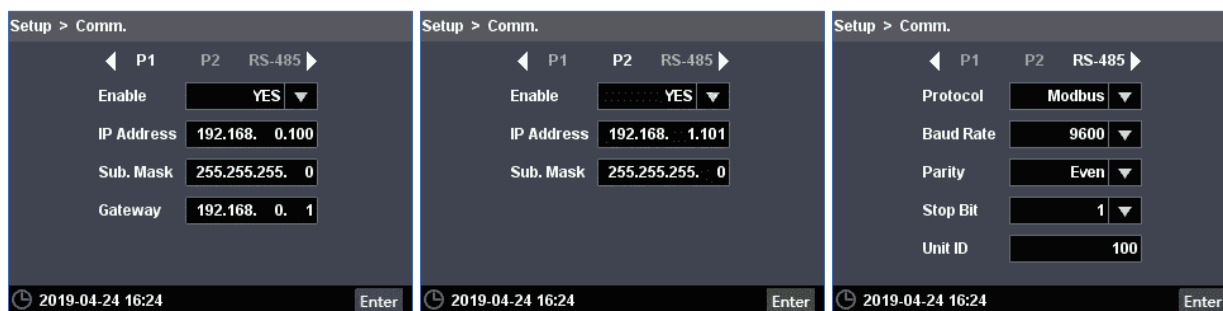 Setup > Comm.
P1 P2 RS-485
Enable YES
IP Address 192.168. 0.100
Sub. Mask 255.255.255. 0
Gateway 192.168. 0. 1
2019-04-24 16:24 Enter
Setup > Comm.
P1 P2 RS-485
Enable YES
IP Address 192.168. 1.101
Sub. Mask 255.255.255. 0
2019-04-24 16:24 Enter
Setup > Comm.
P1 P2 RS-485
Protocol Modbus
Baud Rate 9600
Parity Even
Stop Bit 1
Unit ID 100
2019-04-24 16:24 Enter